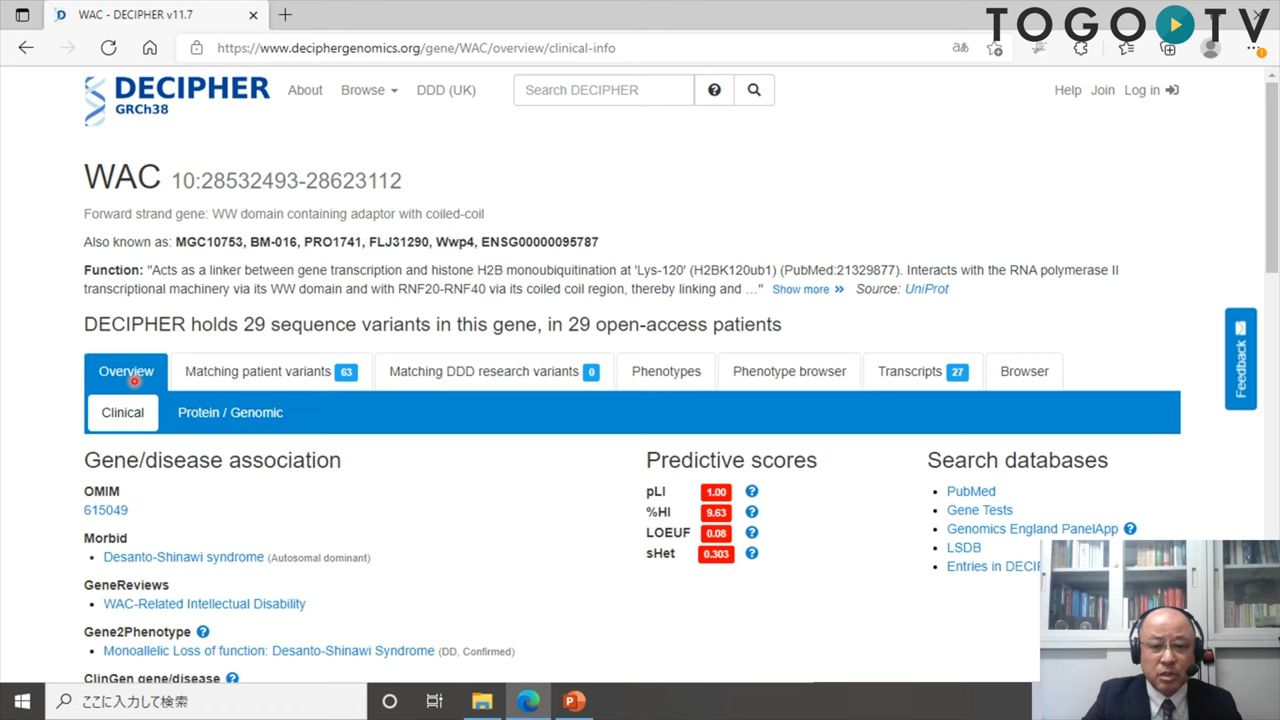 WAC - DECIPHER v11.7
TOGO TV
https://www.deciphergenomics.org/gene/WAC/overview/clinical-info
DECIPHER
GRCh38
About
Browse
DDD (UK)
Search DECIPHER
Help
Join
Log in
WAC 10:28532493-28623112
Forward strand gene: WW domain containing adaptor with coiled-coil
Also known as: MGC10753, BM-016, PRO1741, FLJ31290, Wwp4, ENSG00000095787
Function: "Acts as a linker between gene transcription and histone H2B monoubiquitination at 'Lys-120' (H2BK120ub1) (PubMed:21329877). Interacts with the RNA polymerase II
transcriptional machinery via its WW domain and with RNF20-RNF40 via its coiled coil region, thereby linking and …" Show more » Source: UniProt
DECIPHER holds 29 sequence variants in this gene, in 29 open-access patients
Feedback
Overview
Matching patient variants 63
Matching DDD research variants 0
Phenotypes
Phenotype browser
Transcripts 27
Browser
Clinical
Protein / Genomic
Gene/disease association
OMIM
615049
Morbid
• Desanto-Shinawi syndrome (Autosomal dominant)
GeneReviews
• WAC-Related Intellectual Disability
Gene2Phenotype
• Monoallelic Loss of function: Desanto-Shinawi Syndrome (DD, Confirmed)
ClinGen gene/disease
Predictive scores
pLI 1.00
%HI 9.63
LOEUF 0.08
sHet 0.303
Search databases
• PubMed
• Gene Tests
• Genomics England PanelApp
• LSDB
• Entries in DECI
ここに入力して検索